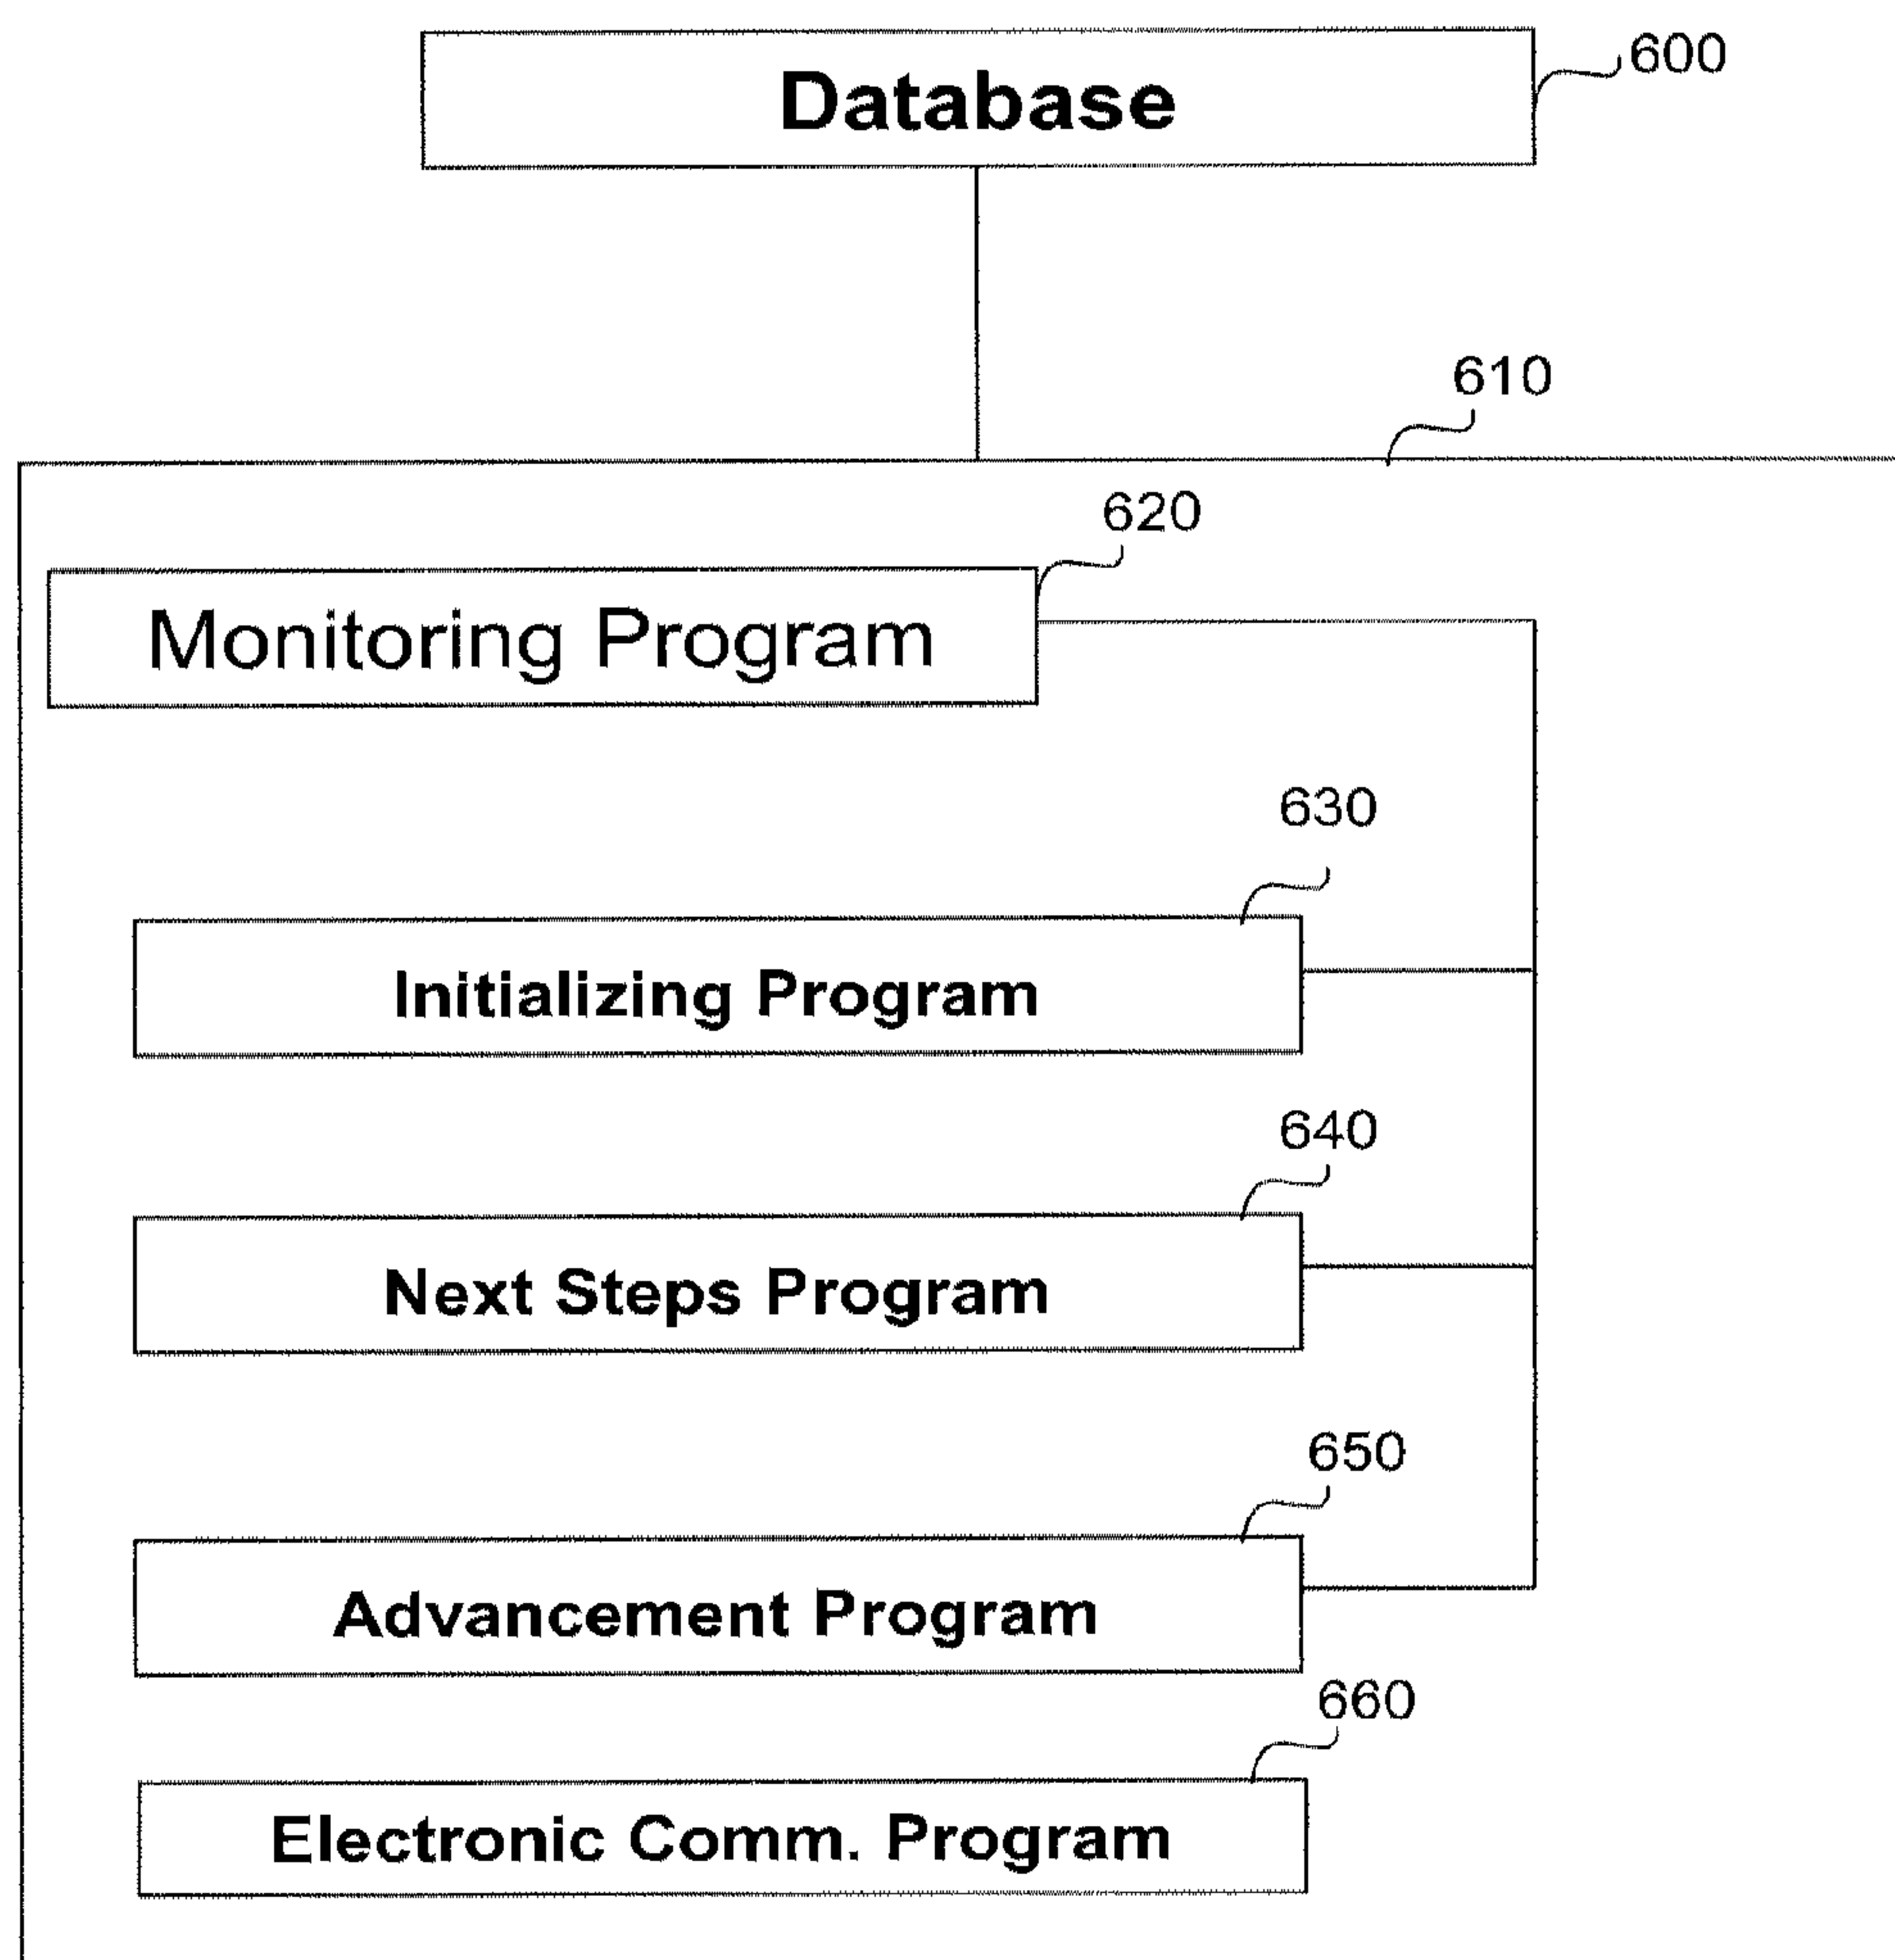 Database
600
610
620
Monitoring Program
630
Initializing Program
640
Next Steps Program
650
Advancement Program
660
Electronic Comm. Program